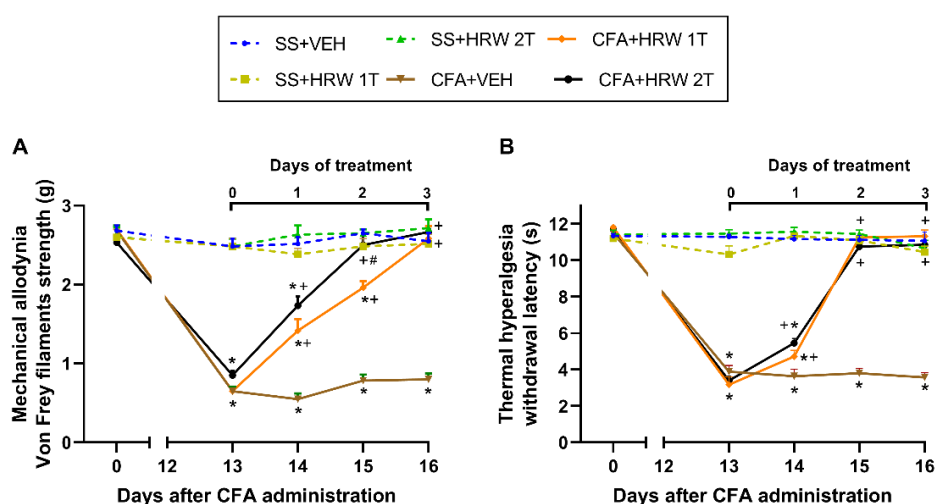 SS+VEH
SS+HRW 2T
CFA+HRW 1T
SS+HRW 1T
CFA+VEH
CFA+HRW 2T
A
Days of treatment
0 1 2 3
Mechanical allodynia
Von Frey filaments strength (g)
3
2
1
0
+
+
+#
*+
*+
*
*+
*
*
*
*
0 12 13 14 15 16
Days after CFA administration
B
Days of treatment
0 1 2 3
Thermal hyperalgesia
withdrawal latency (s)
12
10
8
6
4
2
0
+
+
+
+
+*
*+
*
*
*
*
*
0 12 13 14 15 16
Days after CFA administration